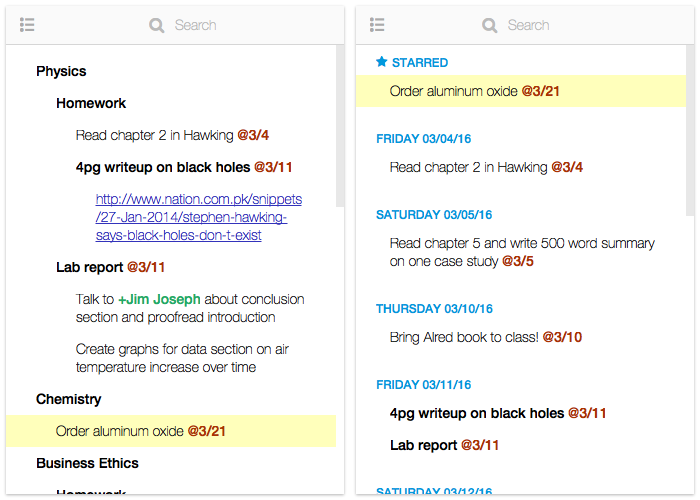 Search
Physics
Homework
Read chapter 2 in Hawking @3/4
4pg writeup on black holes @3/11
http://www.nation.com.pk/snippets
/27-Jan-2014/stephen-hawking-
says-black-holes-don-t-exist
Lab report @3/11
Talk to +Jim Joseph about conclusion
section and proofread introduction
Create graphs for data section on air
temperature increase over time
Chemistry
Order aluminum oxide @3/21
Business Ethics
Homework
Search
STARRED
Order aluminum oxide @3/21
FRIDAY 03/04/16
Read chapter 2 in Hawking @3/4
SATURDAY 03/05/16
Read chapter 5 and write 500 word summary
on one case study @3/5
THURSDAY 03/10/16
Bring Alred book to class! @3/10
FRIDAY 03/11/16
4pg writeup on black holes @3/11
Lab report @3/11
SATURDAY 03/12/16